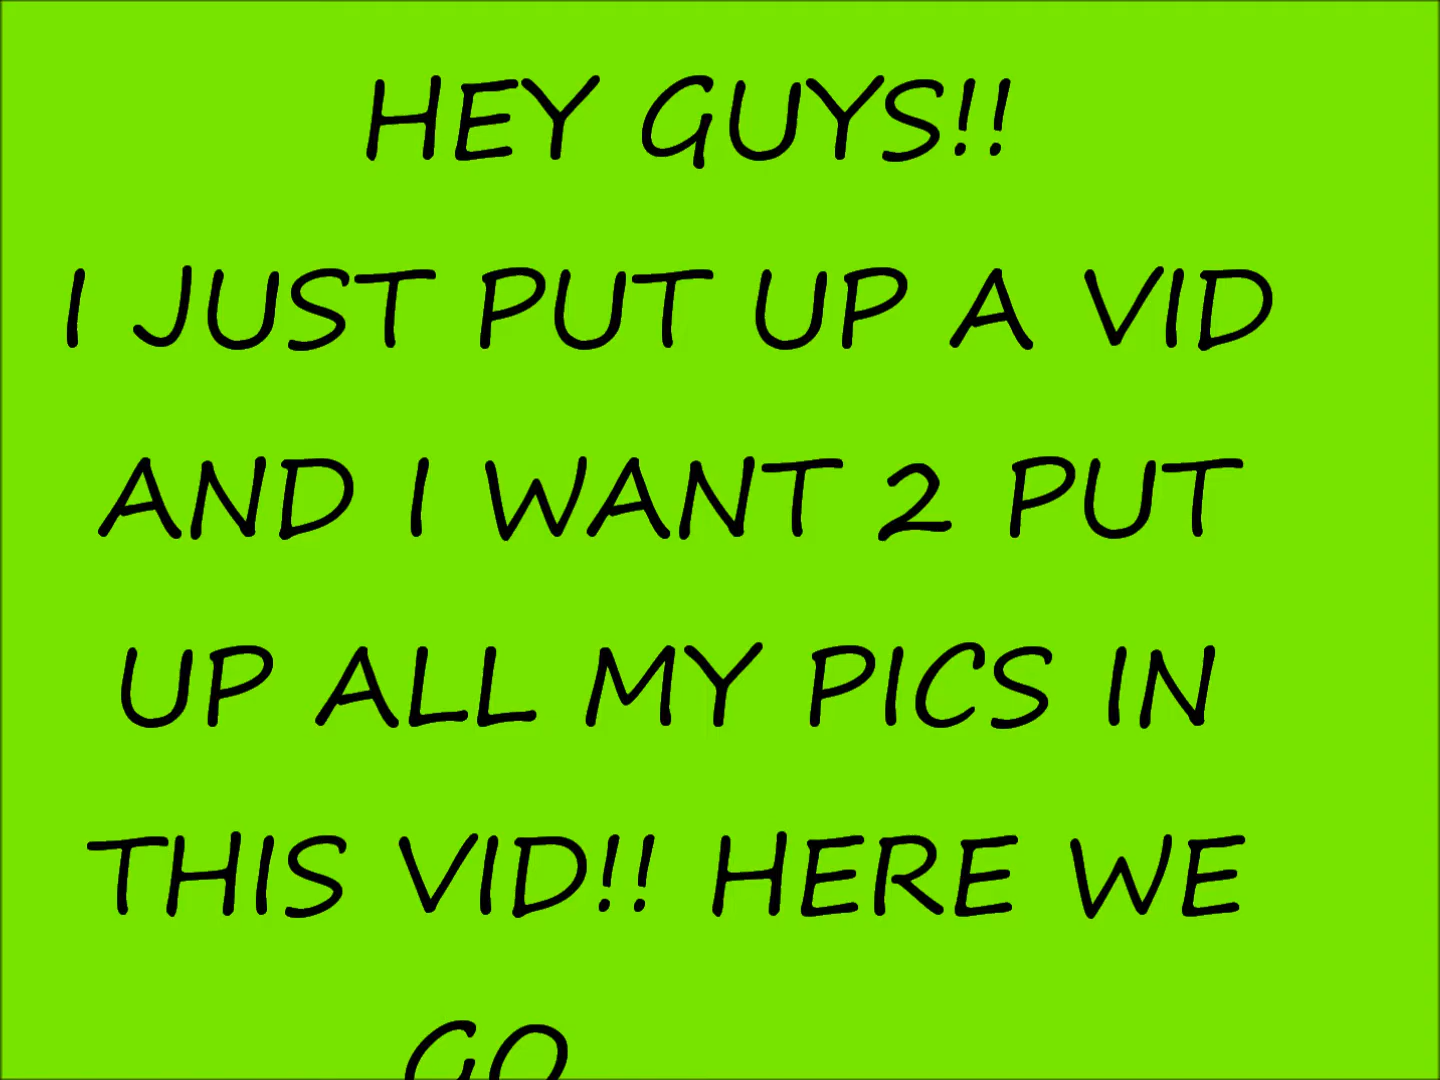 HEY GUYS!!
I JUST PUT UP A VID
AND I WANT 2 PUT
UP ALL MY PICS IN
THIS VID!! HERE WE
GO